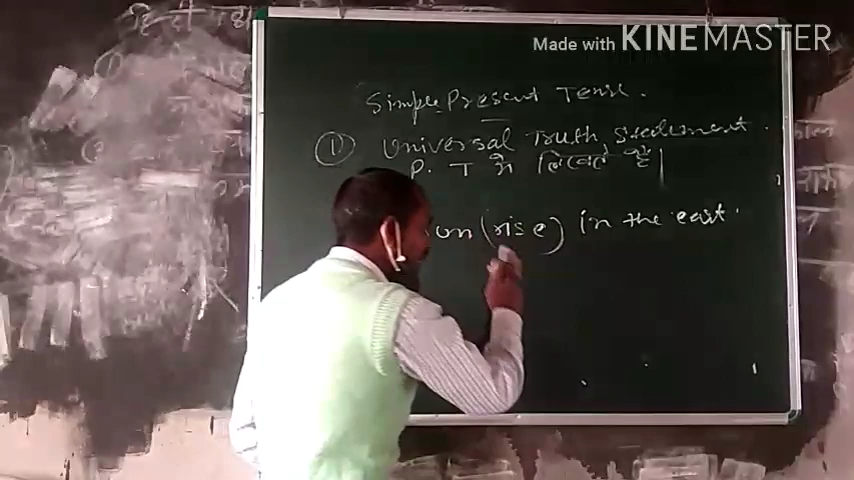 Made with KINEMASTER
हिन्दी
Simple Present Tense.
① Universal Truth Statement.
P. T में लिखते है|
un (rise) in the east.